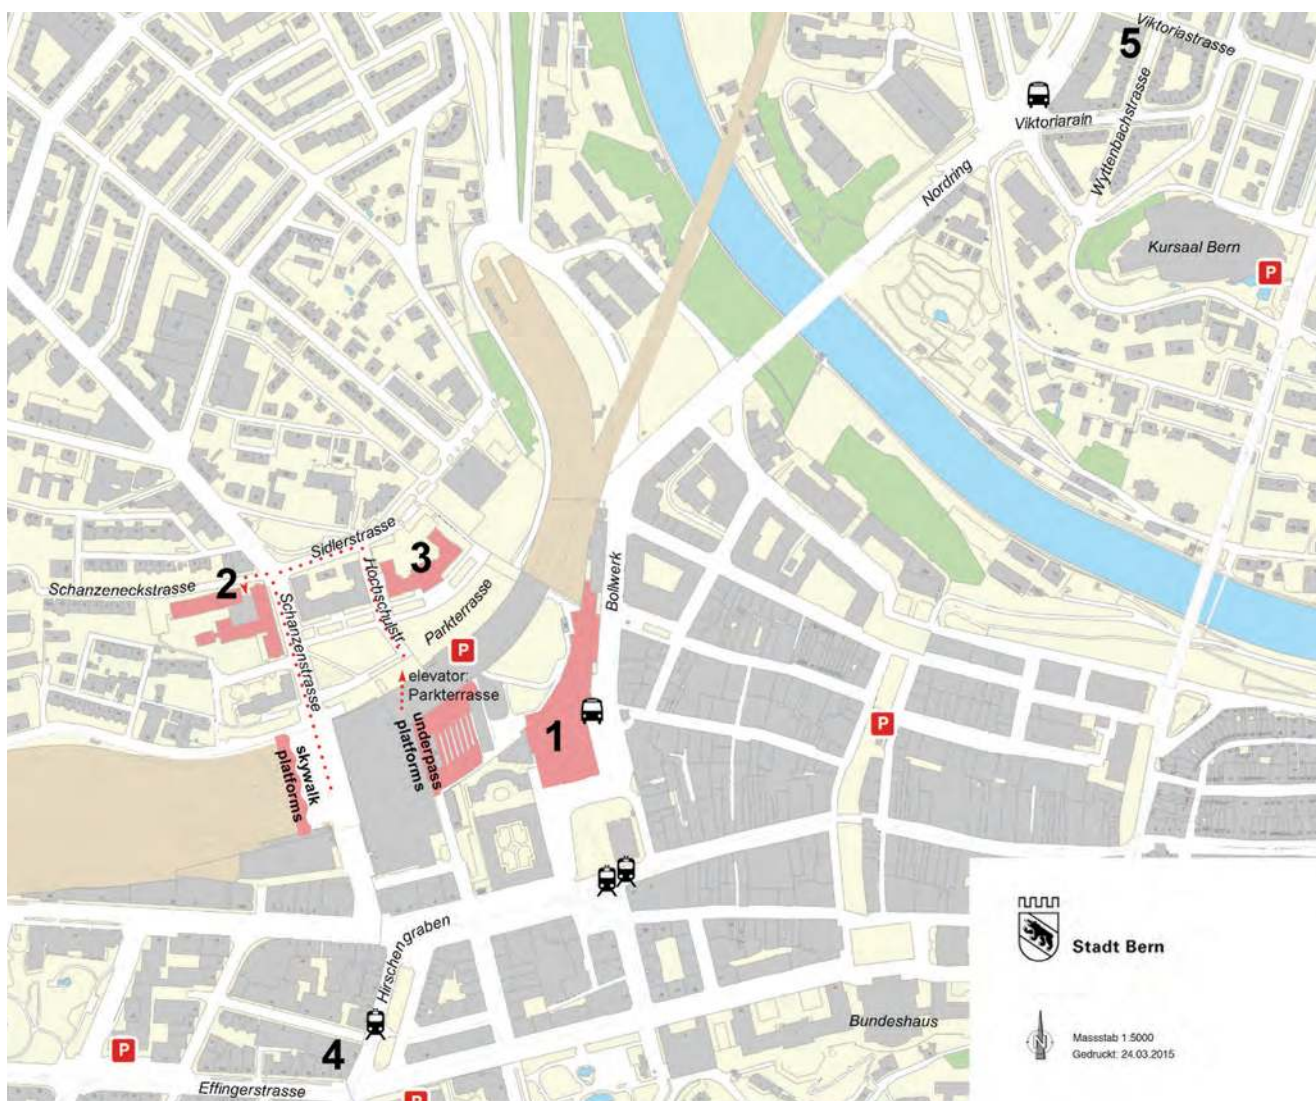 5
Viktoriastrasse
Viktoriarain
Wyttenbachstrasse
Nordring
Kursaal Bern
P
Sidlerstrasse
3
2
Schanzeneckstrasse
Hochschulstr.
Schanzenstrasse
Parkterrasse
Bollwerk
P
elevator:
Parkterrasse
underpass
platforms
1
P
skywalk
platforms
Hirschengraben
Stadt Bern
Bundeshaus
N
Massstab 1:5000
Gedruckt: 24.03.2015
P
4
Effingerstrasse
P